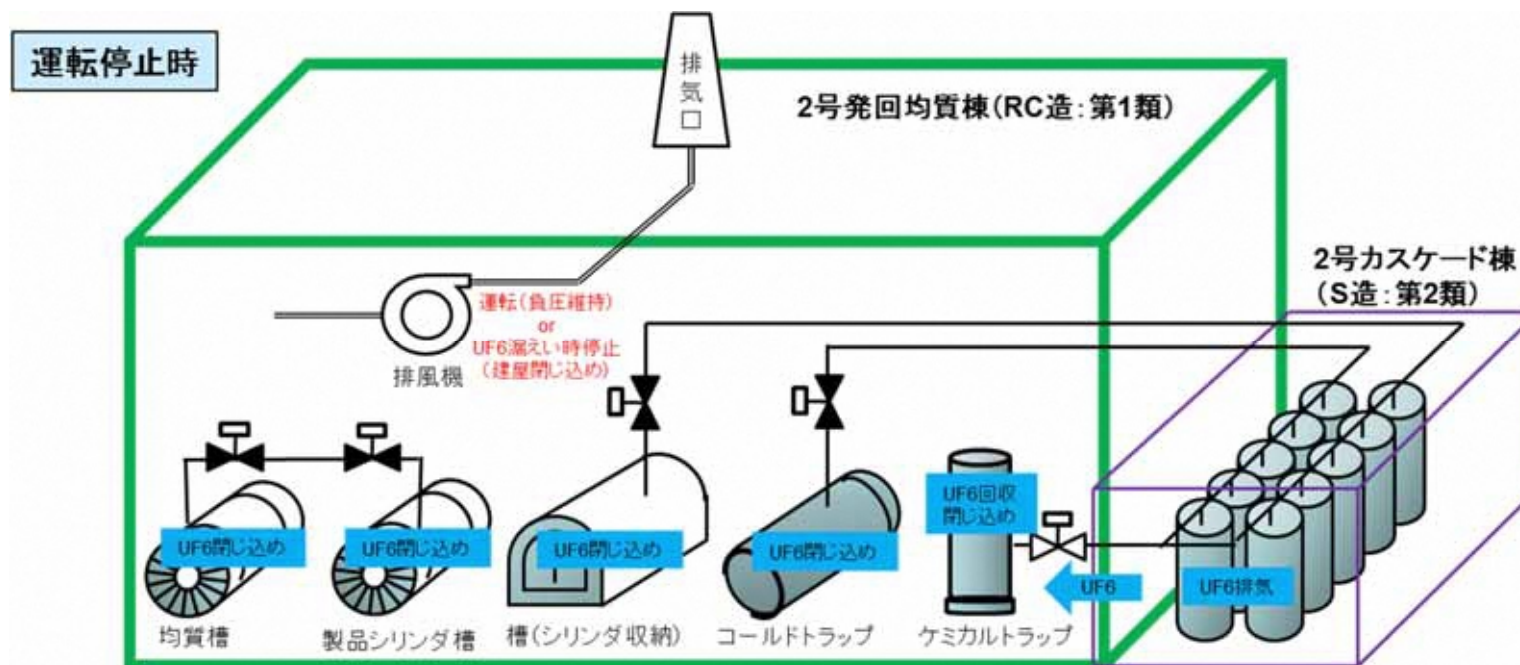 運転停止時
排
気
口
2号発回均質棟(RC造:第1類)
2号カスケード棟
(S造:第2類)
運転(負圧維持)
or
UF6漏えい時停止
(建屋閉じ込め)
排風機
UF6閉じ込め
UF6閉じ込め
UF6閉じ込め
UF6閉じ込め
UF6回収
閉じ込め
UF6
UF6排気
均質槽
製品シリンダ槽
槽(シリンダ収納)
コールドトラップ
ケミカルトラップ